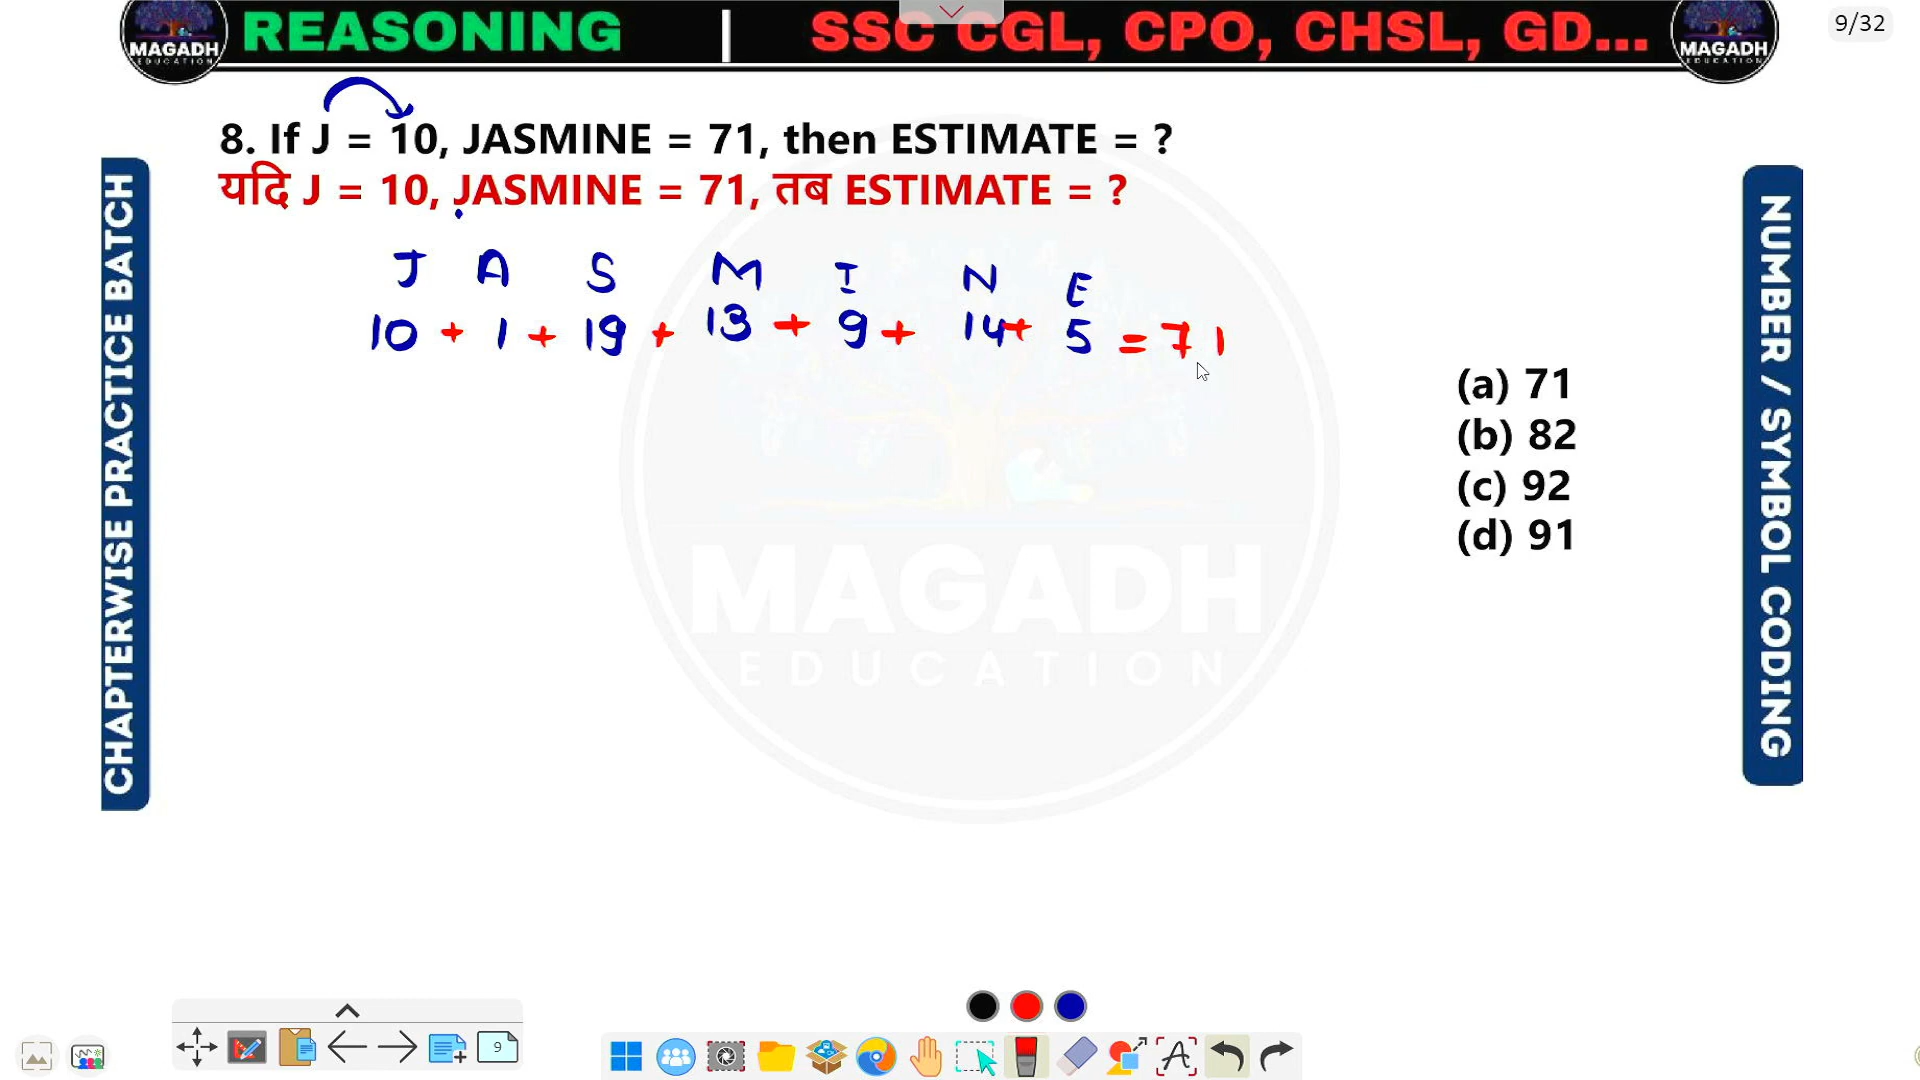 MAGADH EDUCATION REASONING | SSC CGL, CPO, CHSL, GD... MAGADH EDUCATION 9/32
8. If J = 10, JASMINE = 71, then ESTIMATE = ?
यदि J = 10, JASMINE = 71, तब ESTIMATE = ?
J A S M I N E
10 + 1 + 19 + 13 + 9 + 14 + 5 = 71
(a) 71
(b) 82
(c) 92
(d) 91
CHAPTERWISE PRACTICE BATCH
NUMBER / SYMBOL CODING
MAGADH
EDUCATION
9